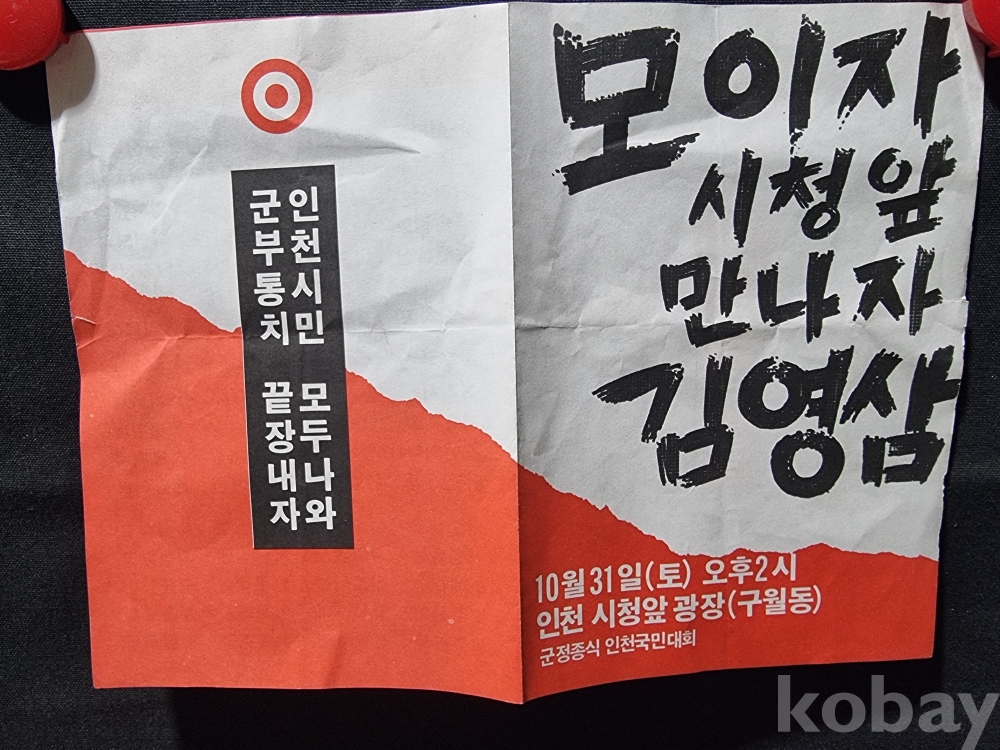 인천시민 모두나와
군부통치 끝장내자
모이자
시청앞
만나자
김영삼
10월 31일(토) 오후2시
인천 시청앞 광장(구월동)
군정종식 인천국민대회
kobay